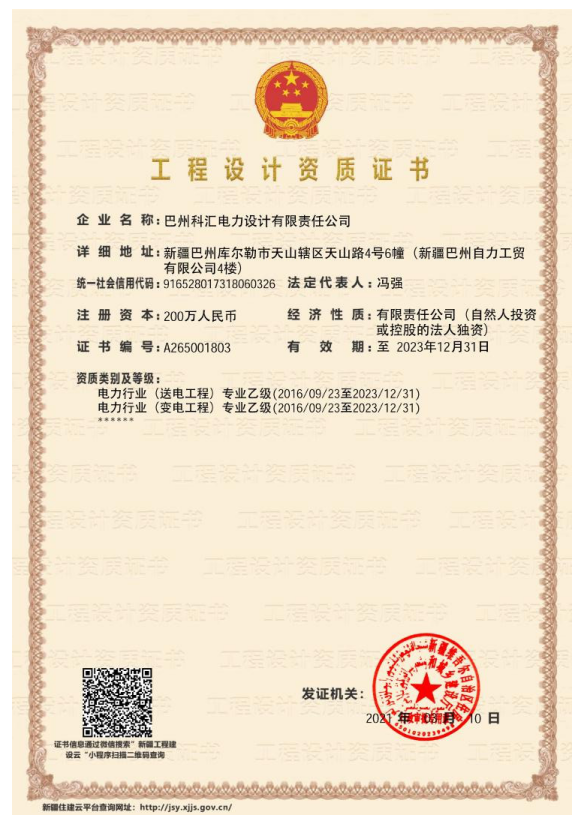 工程设计资质证书
企业名称：巴州科汇电力设计有限责任公司
详细地址：新疆巴州库尔勒市天山辖区天山路4号6幢（新疆巴州自力工贸
有限公司4楼）
统一社会信用代码：916528017318060326 法定代表人：冯强
注册资本：200万人民币 经济性质：有限责任公司（自然人投资
或控股的法人独资）
证书编号：A265001803 有效期：至 2023年12月31日
资质类别及等级：
电力行业（送电工程）专业乙级(2016/09/23至2023/12/31)
电力行业（变电工程）专业乙级(2016/09/23至2023/12/31)
******
发证机关：
2021年 03月 10 日
证书信息通过微信搜索"新疆工程建
设云"小程序扫描二维码查询
新疆住建云平台查询网址：http://jsy.xjjs.gov.cn/